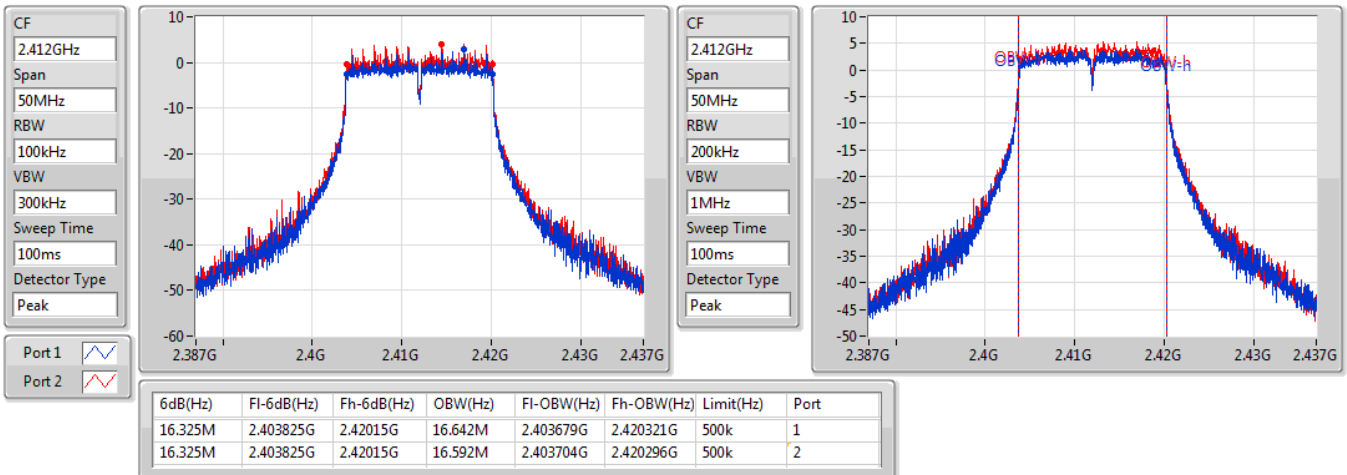 CF
2.412GHz
Span
50MHz
RBW
100kHz
VBW
300kHz
Sweep Time
100ms
Detector Type
Peak
Port 1
Port 2
10
0
-10
-20
-30
-40
-50
-60
2.387G 2.4G 2.41G 2.42G 2.43G 2.437G
CF
2.412GHz
Span
50MHz
RBW
200kHz
VBW
1MHz
Sweep Time
100ms
Detector Type
Peak
10
5
0
-5
-10
-15
-20
-25
-30
-35
-40
-45
-50
OBW-h
2.387G 2.4G 2.41G 2.42G 2.43G 2.437G
6dB(Hz) Fl-6dB(Hz) Fh-6dB(Hz) OBW(Hz) Fl-OBW(Hz) Fh-OBW(Hz) Limit(Hz) Port
16.325M 2.403825G 2.42015G 16.642M 2.403679G 2.420321G 500k 1
16.325M 2.403825G 2.42015G 16.592M 2.403704G 2.420296G 500k 2